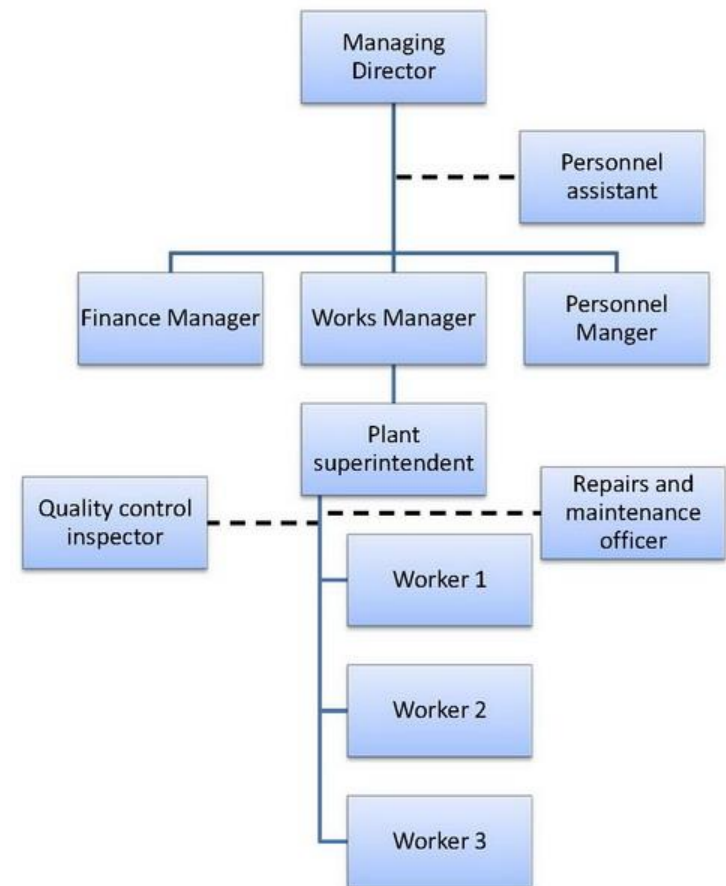 Managing
Director
Personnel
assistant
Finance Manager
Works Manager
Personnel
Manger
Plant
superintendent
Quality control
inspector
Repairs and
maintenance
officer
Worker 1
Worker 2
Worker 3